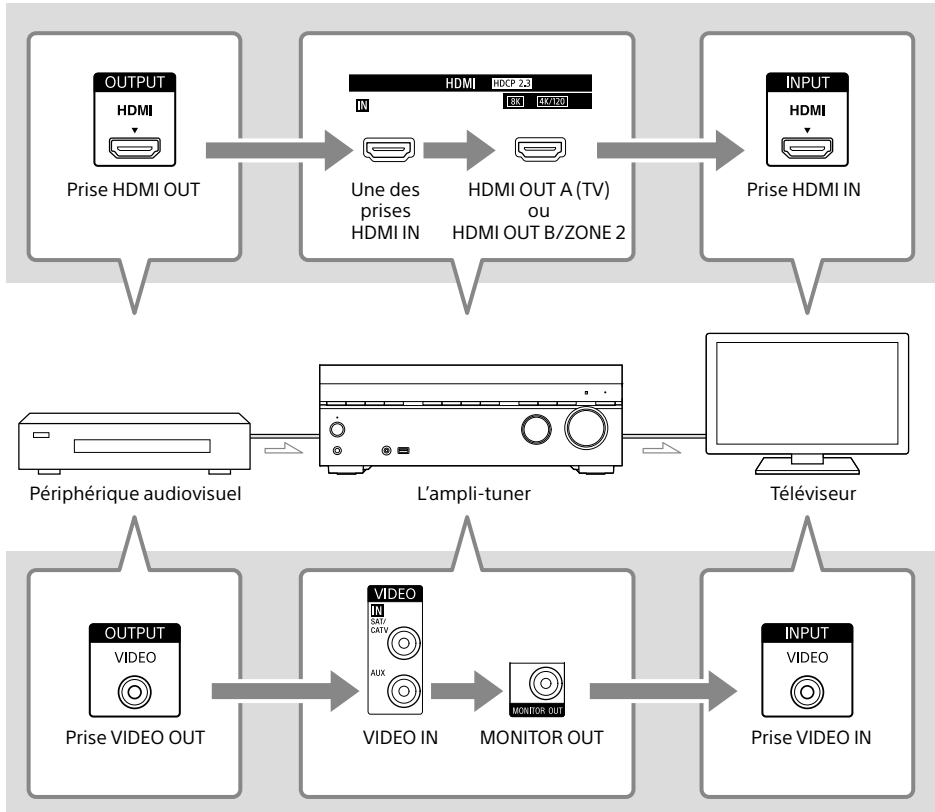 OUTPUT
HDMI
Prise HDMI OUT
HDMI HDCP 2.3
IN
8K 4K/120
Une des
prises
HDMI IN
HDMI OUT A (TV)
ou
HDMI OUT B/ZONE 2
INPUT
HDMI
Prise HDMI IN
Périphérique audiovisuel
L'ampli-tuner
Téléviseur
OUTPUT
VIDEO
Prise VIDEO OUT
VIDEO
IN
SAT/
CATV
AUX
VIDEO IN
MONITOR OUT
MONITOR OUT
INPUT
VIDEO
Prise VIDEO IN